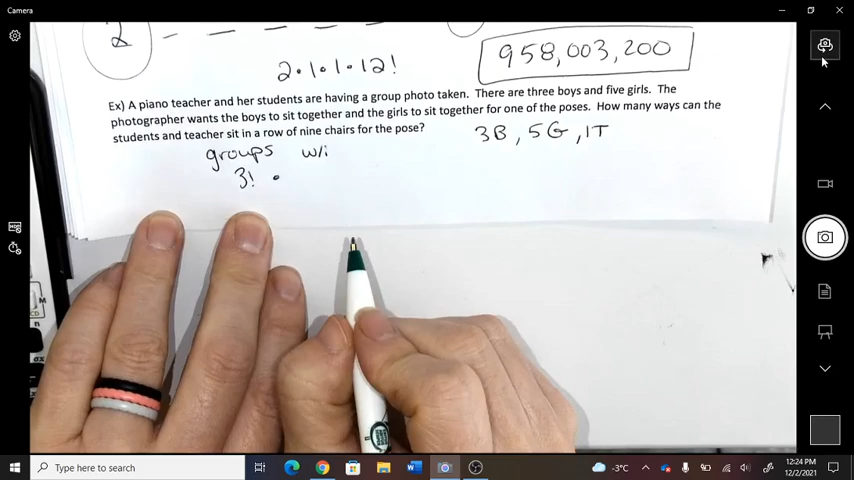 Camera
2 _ _ _ _ _
2·1·1·12!
958,003,200
Ex) A piano teacher and her students are having a group photo taken. There are three boys and five girls. The
photographer wants the boys to sit together and the girls to sit together for one of the poses. How many ways can the
students and teacher sit in a row of nine chairs for the pose?
3B, 5G, 1T
groups w/i
3! ·
Type here to search
-3°C
12:24 PM
12/2/2021